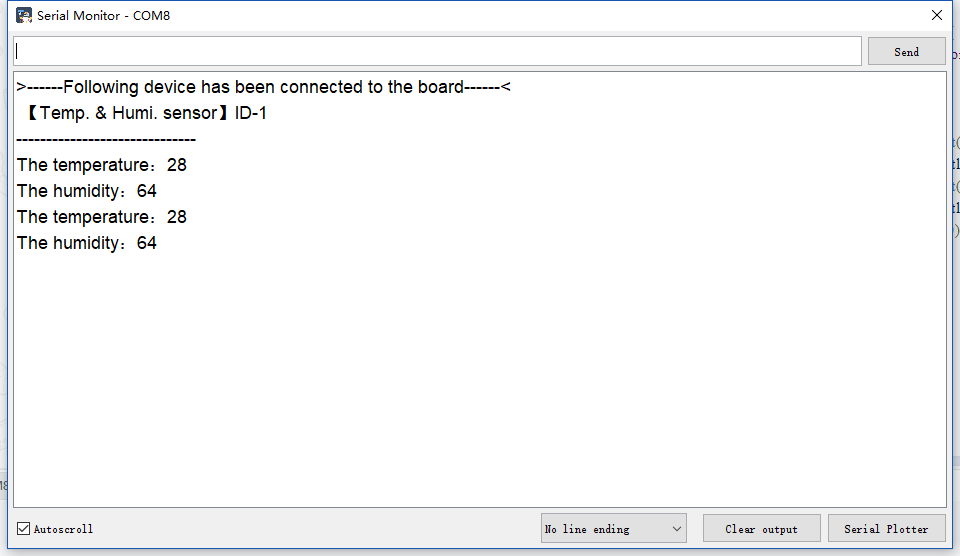 Serial Monitor - COM8
Send
>------Following device has been connected to the board------<
【Temp. & Humi. sensor】ID-1
------------------------------
The temperature：28
The humidity：64
The temperature：28
The humidity：64
Autoscroll
No line ending
Clear output
Serial Plotter